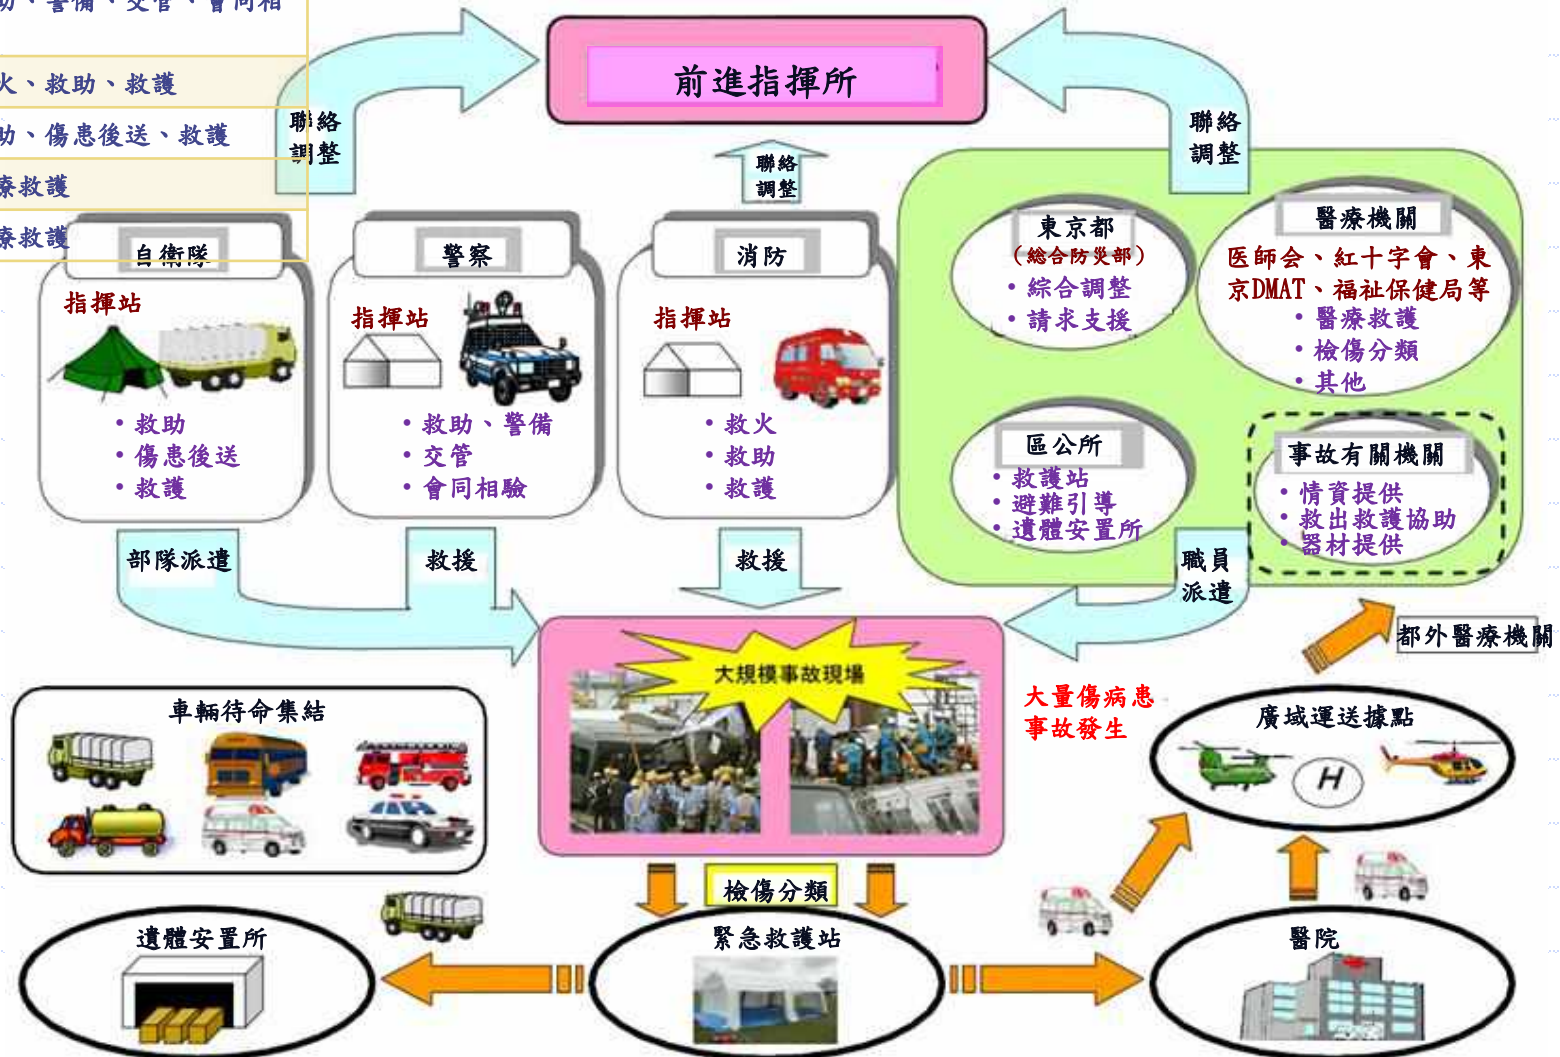 助、警備、交管、會同相
火、救助、救護
助、傷患後送、救護
療救護
療救護
前進指揮所
聯絡
調整
聯絡
調整
聯絡
調整
自衛隊
指揮站
・救助
・傷患後送
・救護
警察
指揮站
・救助、警備
・交管
・會同相驗
消防
指揮站
・救火
・救助
・救護
東京都
（総合防災部）
・綜合調整
・請求支援
醫療機關
医師会、紅十字會、東
京DMAT、福祉保健局等
・醫療救護
・檢傷分類
・其他
區公所
・救護站
・避難引導
・遺體安置所
事故有關機關
・情資提供
・救出救護協助
・器材提供
部隊派遣
救援
救援
職員
派遣
都外醫療機關
大規模事故現場
大量傷病患
事故發生
車輛待命集結
廣域運送據點
H
檢傷分類
遺體安置所
緊急救護站
醫院